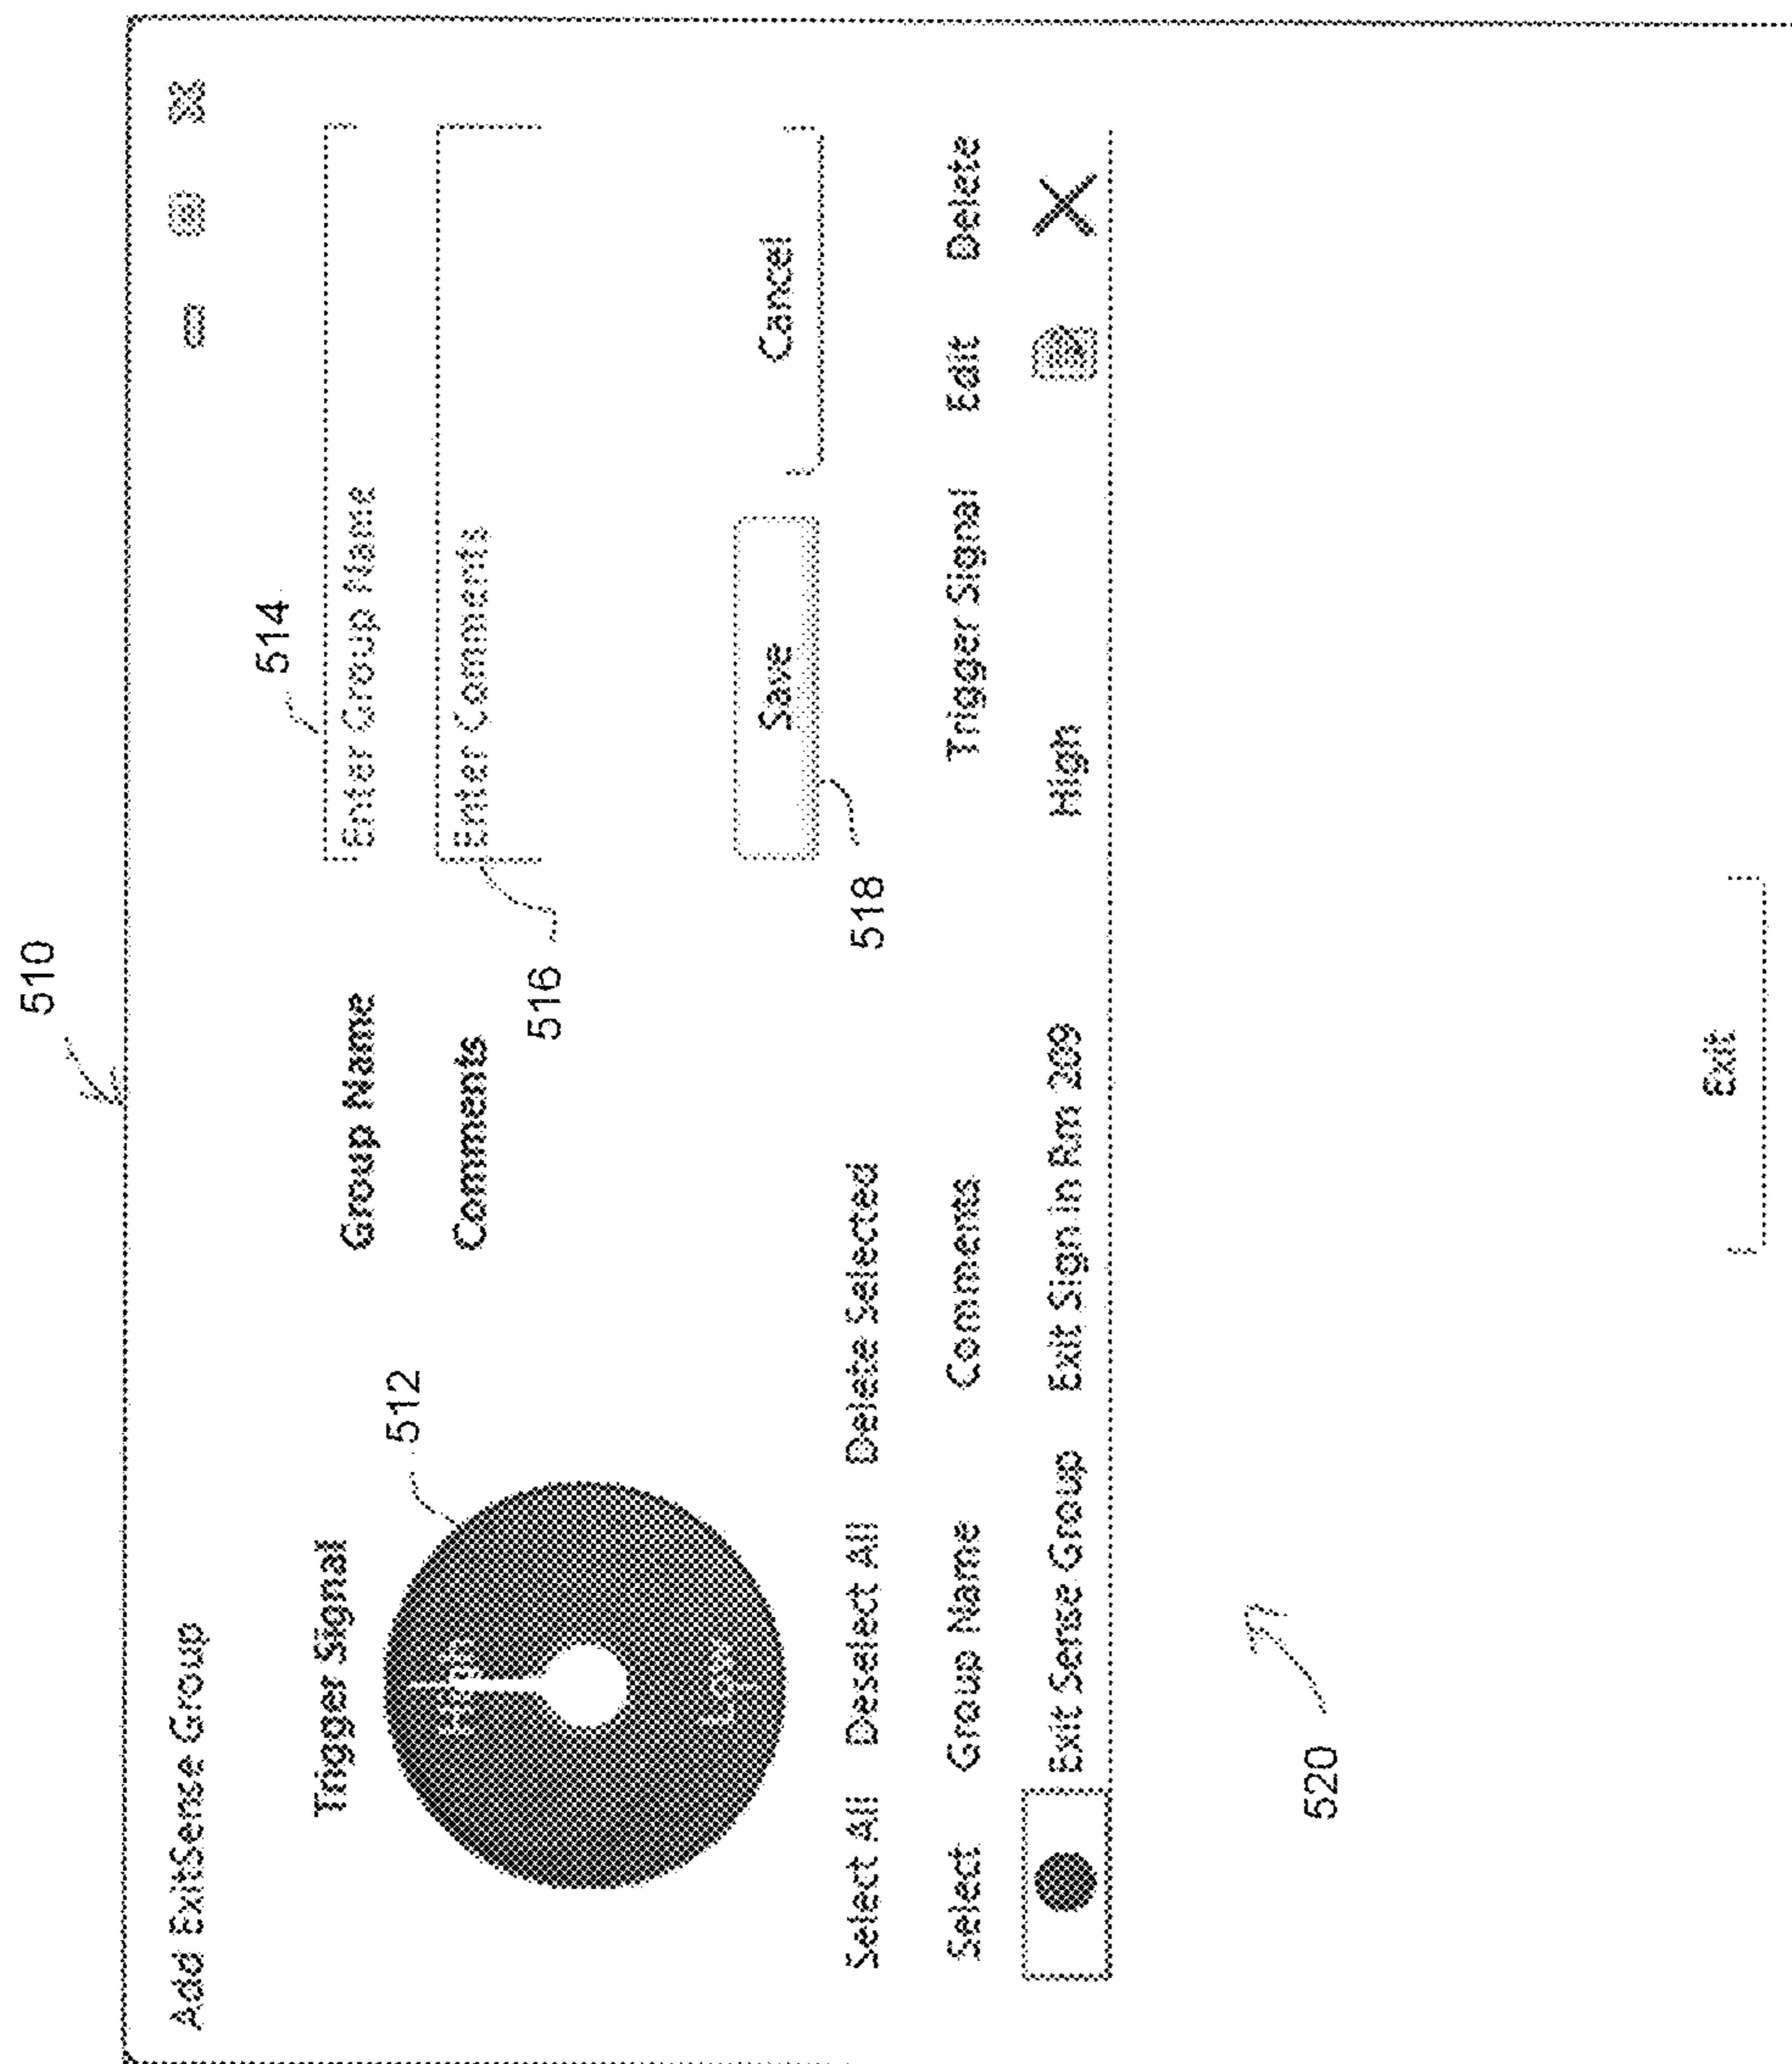 510
Add ExitSense Group
514
Trigger Signal
Group Name
Enter Group Name
512
High
Comments
Enter Comments
516
Low
Save
Cancel
518
Select All Deselect All Delete Selected
Select Group Name Comments Trigger Signal Edit Delete
Exit Sense Group Exit Sign in Rm 209 High
520
Exit